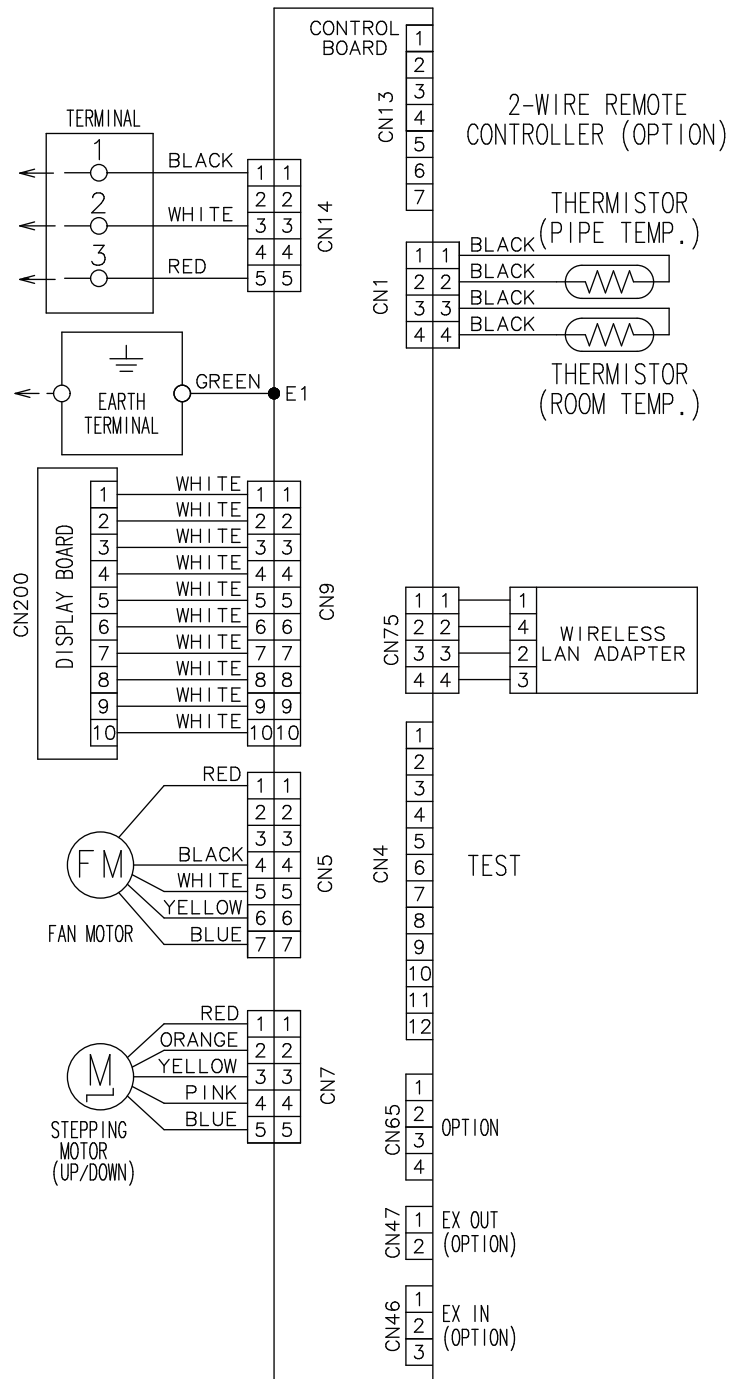 CONTROL
BOARD
1
2
3
4
5
6
7
CN13
2-WIRE REMOTE
CONTROLLER (OPTION)
TERMINAL
1
2
3
BLACK
WHITE
RED
1 1
2 2
3 3
4 4
5 5
CN14
THERMISTOR
(PIPE TEMP.)
CN1
1 1
2 2
3 3
4 4
BLACK
BLACK
BLACK
BLACK
THERMISTOR
(ROOM TEMP.)
EARTH
TERMINAL
GREEN
E1
CN200
DISPLAY BOARD
1 WHITE 1 1
2 WHITE 2 2
3 WHITE 3 3
4 WHITE 4 4
5 WHITE 5 5
6 WHITE 6 6
7 WHITE 7 7
8 WHITE 8 8
9 WHITE 9 9
10 WHITE 10 10
CN9
CN75
1 1 1
2 2 4
3 3 2
4 4 3
WIRELESS
LAN ADAPTER
FM
FAN MOTOR
RED 1 1
2 2
3 3
BLACK 4 4
WHITE 5 5
YELLOW 6 6
BLUE 7 7
CN5
CN4
1
2
3
4
5
6
7
8
9
10
11
12
TEST
M
STEPPING
MOTOR
(UP/DOWN)
RED 1 1
ORANGE 2 2
YELLOW 3 3
PINK 4 4
BLUE 5 5
CN7
CN65
1
2
3
4
OPTION
CN47
1
2
EX OUT
(OPTION)
CN46
1
2
3
EX IN
(OPTION)